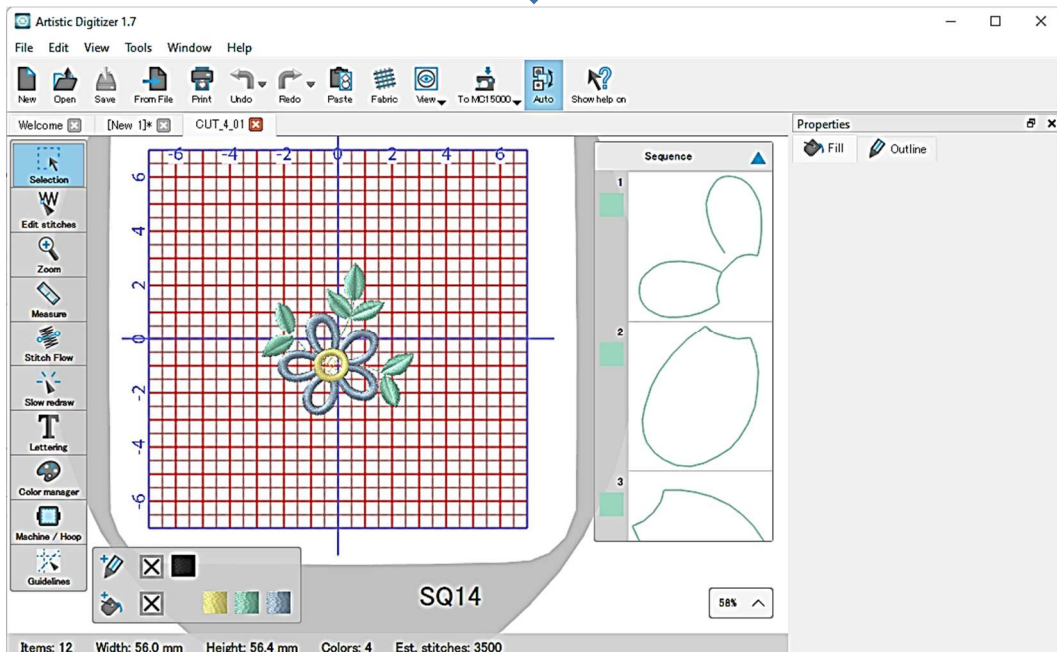 Artistic Digitizer 1.7
File Edit View Tools Window Help
New Open Save From File Print Undo Redo Paste Fabric View To MC15000 Auto Show help on
Welcome [New 1]* CUT_4_01
Properties
Fill Outline
Selection
Edit stitches
Zoom
Measure
Stitch Flow
Slow redraw
Lettering
Color manager
Machine / Hoop
Guidelines
-6 -4 -2 0 2 4 6
6
4
2
0
-2
-4
-6
Sequence
1
2
3
SQ14
58%
Items: 12 Width: 56.0 mm Height: 56.4 mm Colors: 4 Est. stitches: 3500